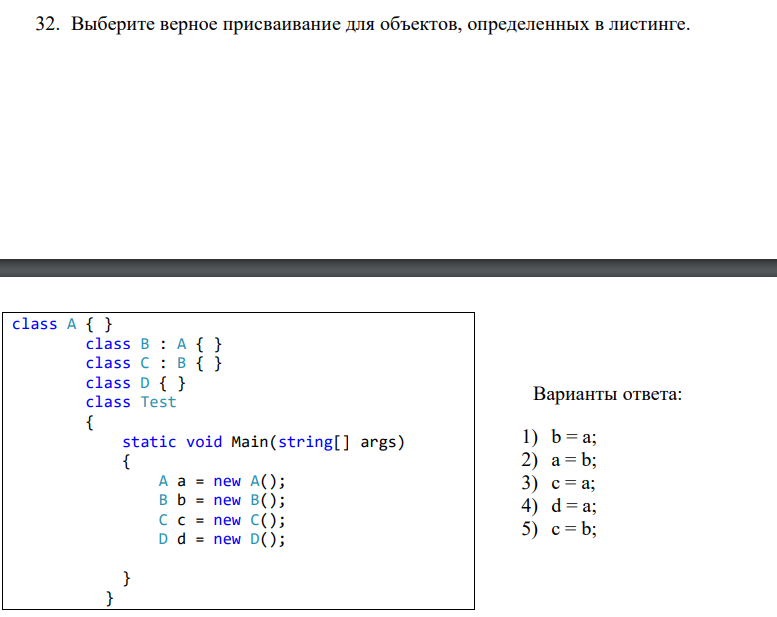 32. Выберите верное присваивание для объектов, определенных в листинге.
class A { }
class B : A { }
class C : B { }
class D { }
class Test
{
static void Main(string[] args)
{
A a = new A();
B b = new B();
C c = new C();
D d = new D();
}
}
Варианты ответа:
1) b = a;
2) a = b;
3) c = a;
4) d = a;
5) c = b;